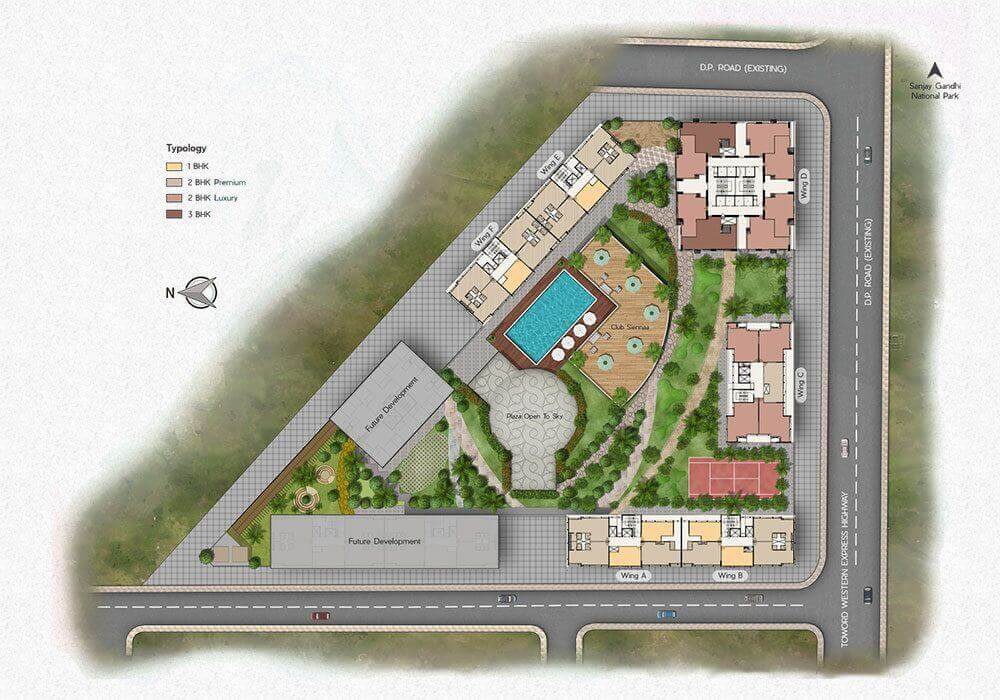 D.P. ROAD (EXISTING)
Sanjay Gandhi
National Park
Typology
1 BHK
2 BHK Premium
2 BHK Luxury
3 BHK
Wing E
Wing D
Wing F
D.P. ROAD (EXISTING)
N
Club Siennaa
Wing C
Future Development
Plaza Open To Sky
Future Development
TOWORD WESTERN EXPRESS HIGHWAY
Wing A
Wing B